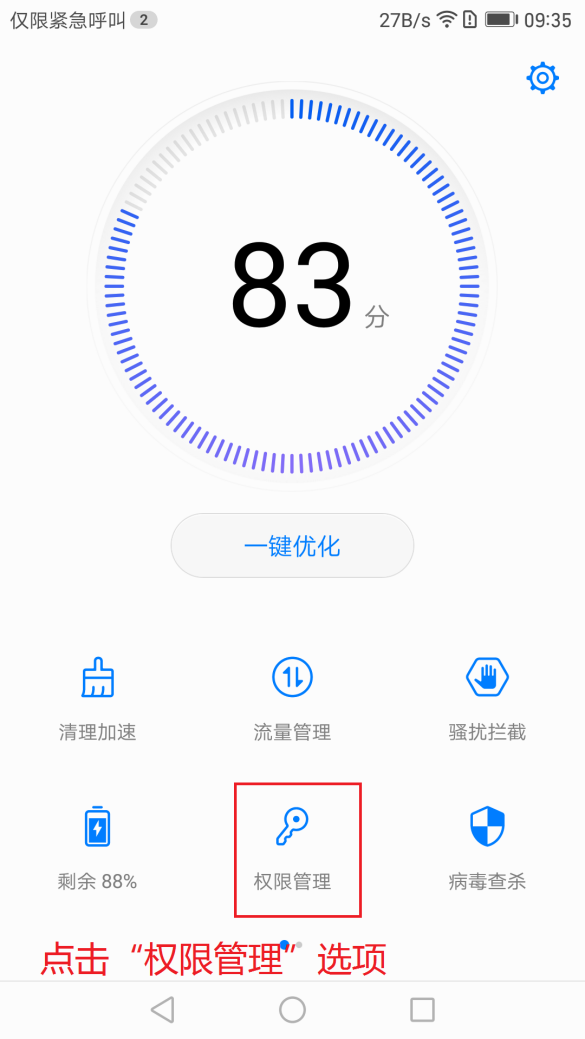 仅限紧急呼叫 2 27B/s 09:35
83 分
一键优化
清理加速 流量管理 骚扰拦截
剩余 88% 权限管理 病毒查杀
点击“权限管理”选项